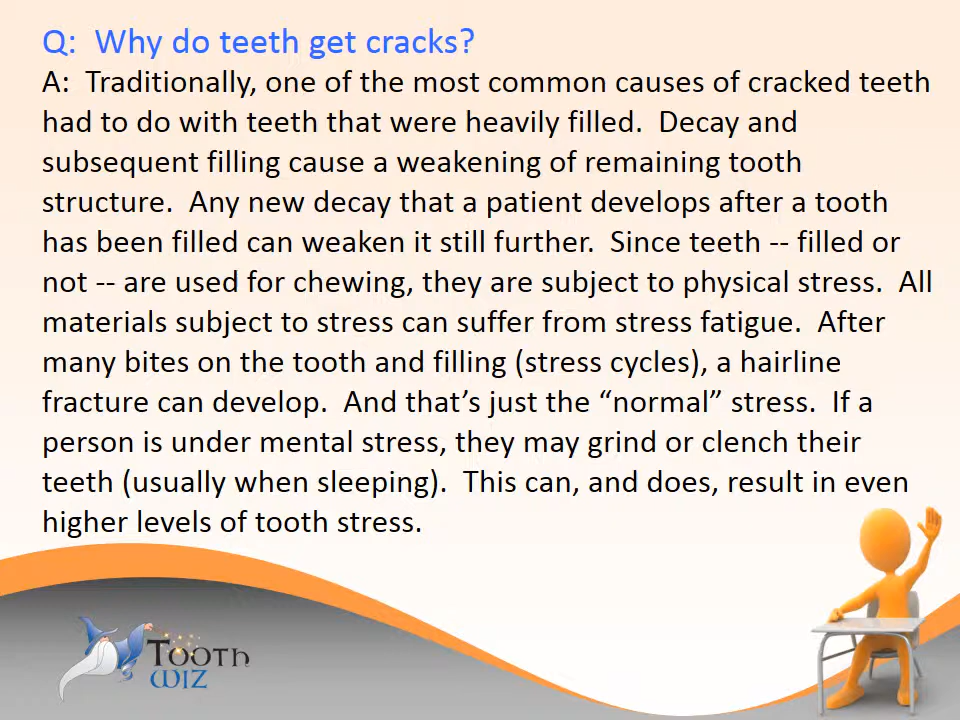 Q:  Why do teeth get cracks?
A:  Traditionally, one of the most common causes of cracked teeth
had to do with teeth that were heavily filled.  Decay and
subsequent filling cause a weakening of remaining tooth
structure.  Any new decay that a patient develops after a tooth
has been filled can weaken it still further.  Since teeth -- filled or
not -- are used for chewing, they are subject to physical stress.  All
materials subject to stress can suffer from stress fatigue.  After
many bites on the tooth and filling (stress cycles), a hairline
fracture can develop.  And that’s just the “normal” stress.  If a
person is under mental stress, they may grind or clench their
teeth (usually when sleeping).  This can, and does, result in even
higher levels of tooth stress.
Tooth
Wiz